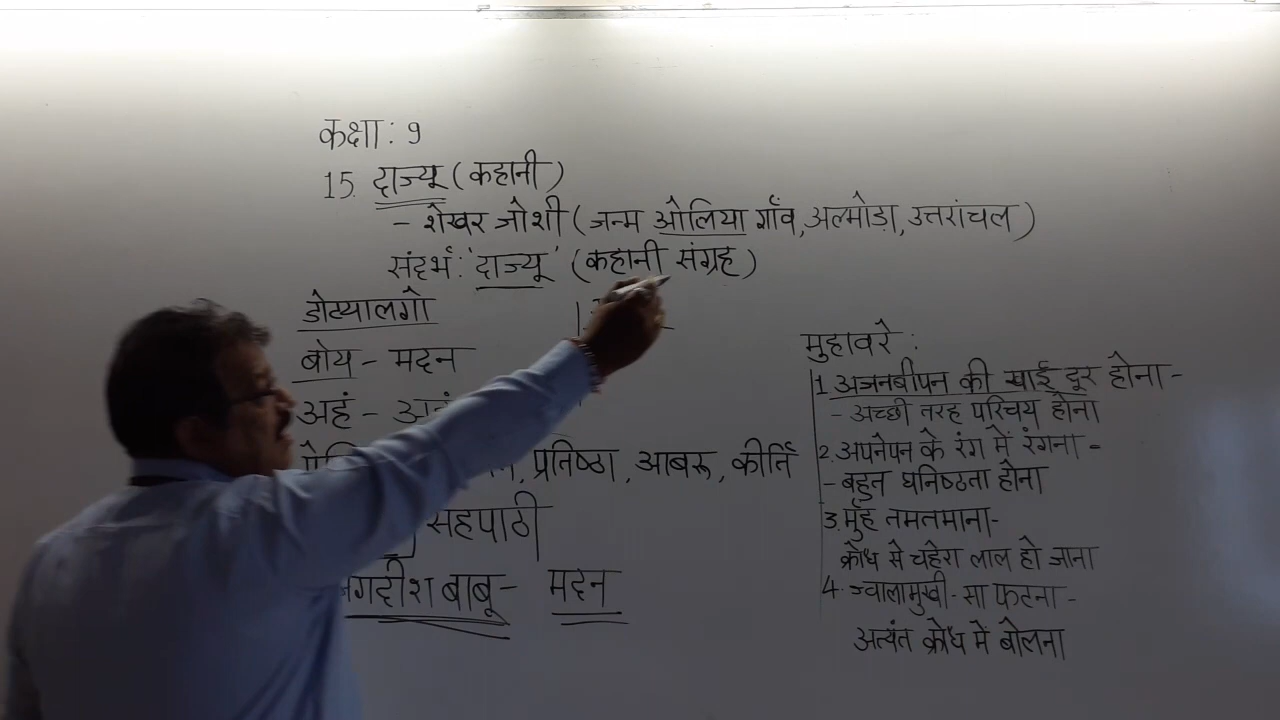 कक्षा: 9
15. दाज्यू (कहानी)
- शेखर जोशी (जन्म ओलिया गाँव, अल्मोड़ा, उत्तरांचल)
संदर्भ: 'दाज्यू' (कहानी संग्रह)
डोट्यालगो
बोय - मदन
अहं -
प्रतिष्ठा, आबरू, कीर्ति
सहपाठी
जगदीश बाबू - मदन
मुहावरे:
1. अजनबीपन की खाई दूर होना -
- अच्छी तरह परिचय होना
2. अपनेपन के रंग में रंगना -
- बहुत घनिष्ठता होना
3. मुँह तमतमाना -
क्रोध से चहेरा लाल हो जाना
4. ज्वालामुखी - सा फटना -
अत्यंत क्रोध में बोलना